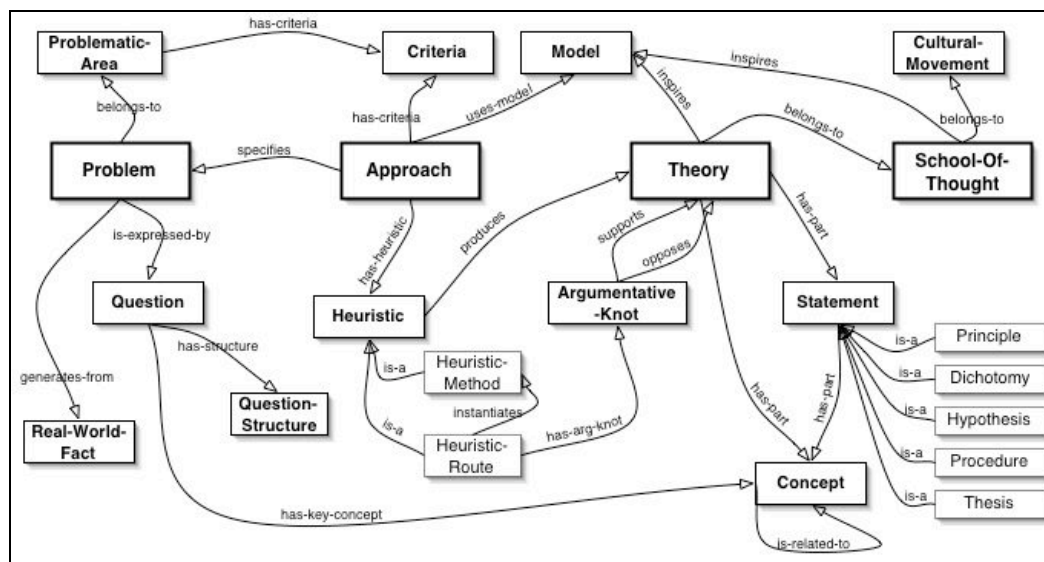 has-criteria
Problematic-
Area
Criteria
Model
Cultural-
Movement
inspires
inspires
belongs-to
has-criteria
uses-model
belongs-to
belongs-to
specifies
Problem
Approach
Theory
School-Of-
Thought
has-part
is-expressed-by
has-heuristic
produces
supports
opposes
Question
Heuristic
Argumentative
-Knot
Statement
Principle
is-a
has-structure
Heuristic-
Method
is-a
Dichotomy
is-a
generates-from
instantiates
has-part
has-part
Hypothesis
is-a
Question-
Structure
Real-World-
Fact
is-a
Heuristic-
Route
has-arg-knot
Procedure
is-a
Concept
Thesis
is-a
has-key-concept
is-related-to